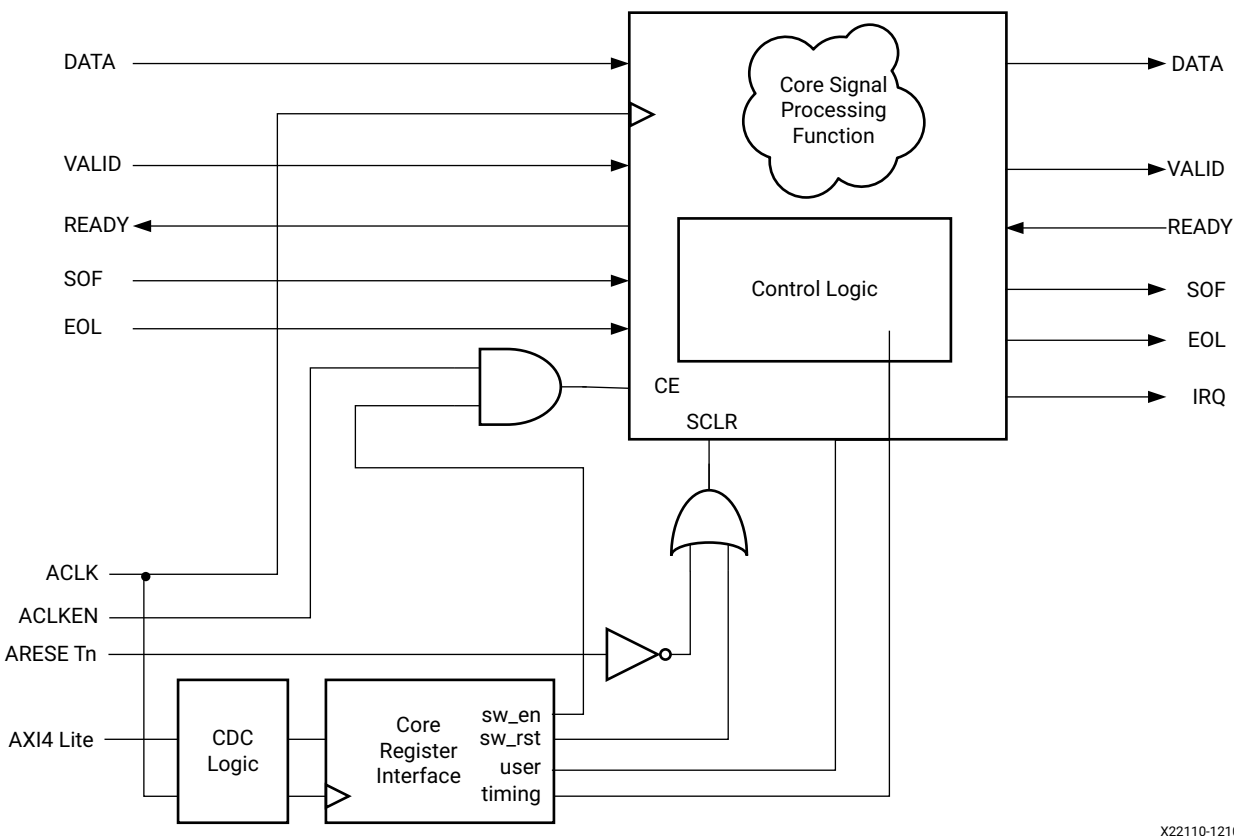 DATA
VALID
READY
SOF
EOL
Core Signal
Processing
Function
Control Logic
CE
SCLR
DATA
VALID
READY
SOF
EOL
IRQ
ACLK
ACLKEN
ARESE Tn
AXI4 Lite
CDC
Logic
Core
Register
Interface
sw_en
sw_rst
user
timing